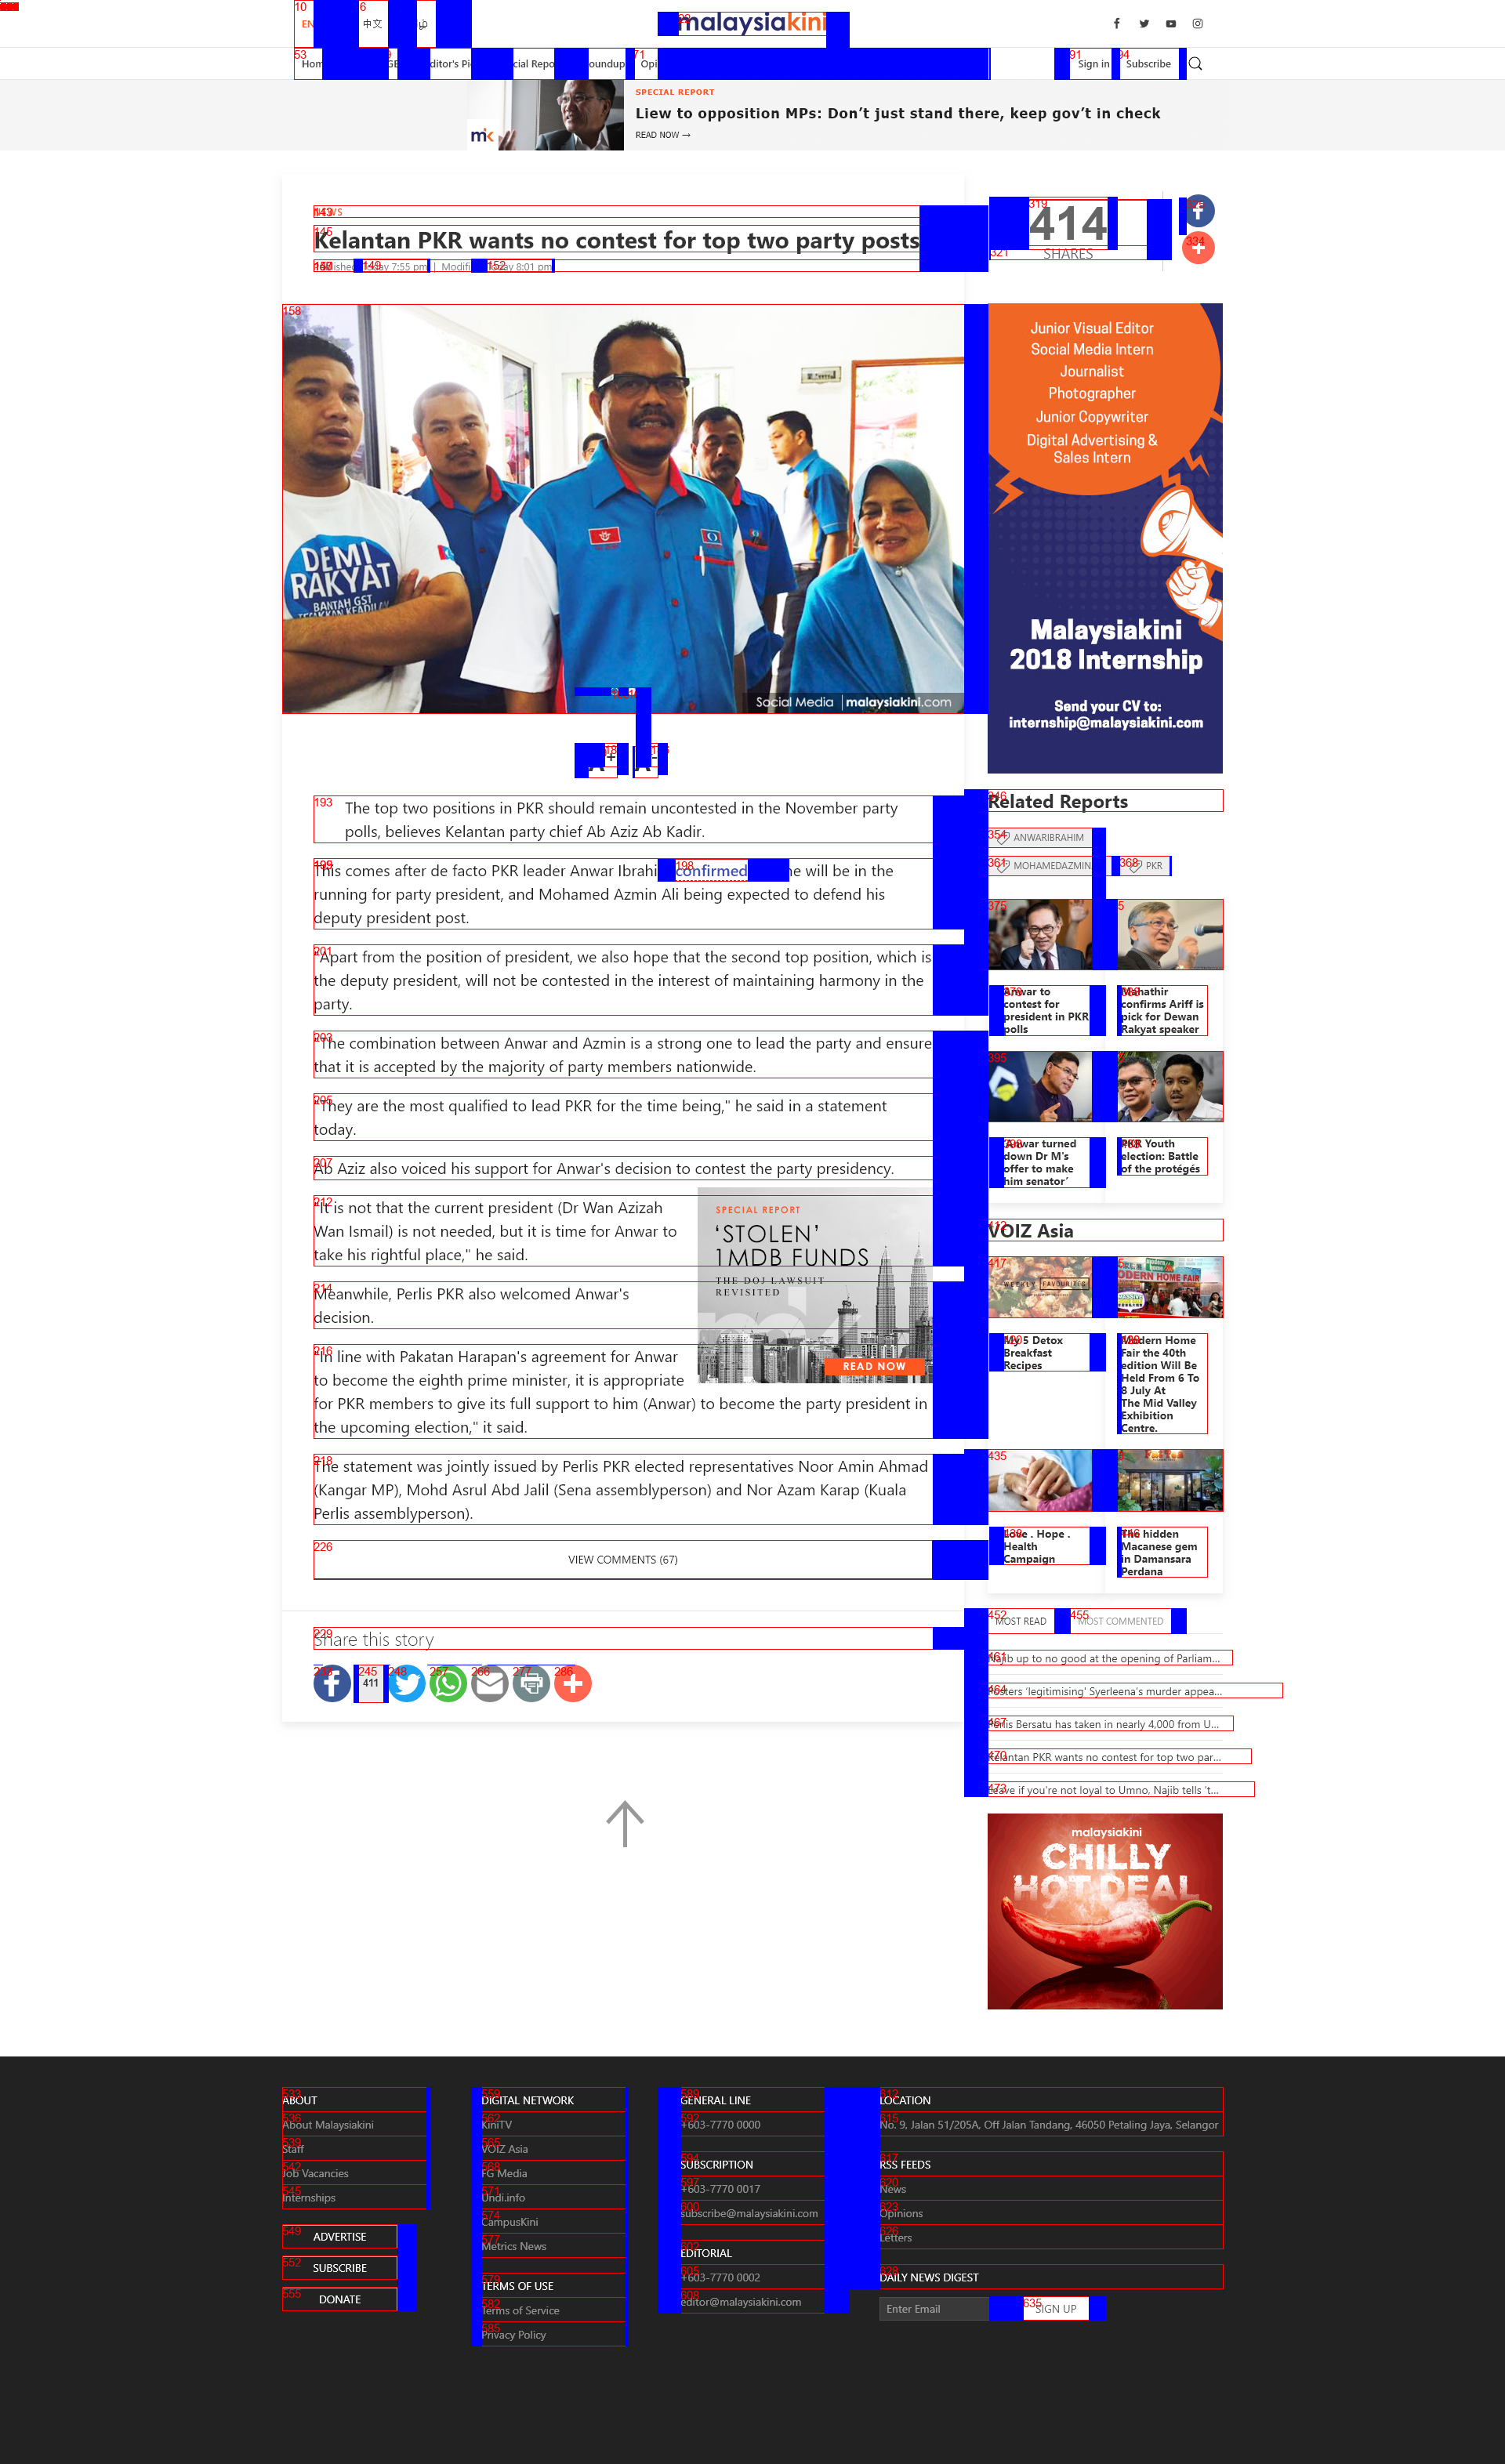 EN
中文
malaysiakini
Sign in
Subscribe
SPECIAL REPORT
Liew to opposition MPs: Don't just stand there, keep gov't in check
READ NOW →
mk
NEWS
Kelantan PKR wants no contest for top two party posts
Today 7:55 pm | Modified Today 8:01 pm
414
SHARES
DEMI
RAKYAT
BANTAH GST
Social Media | malaysiakini.com
Junior Visual Editor
Social Media Intern
Journalist
Photographer
Junior Copywriter
Digital Advertising &
Sales Intern
Malaysiakini
2018 Internship
Send your CV to:
internship@malaysiakini.com
The top two positions in PKR should remain uncontested in the November party
polls, believes Kelantan party chief Ab Aziz Ab Kadir.
This comes after de facto PKR leader Anwar Ibrahim confirmed he will be in the
running for party president, and Mohamed Azmin Ali being expected to defend his
deputy president post.
"Apart from the position of president, we also hope that the second top position, which is
the deputy president, will not be contested in the interest of maintaining harmony in the
party.
"The combination between Anwar and Azmin is a strong one to lead the party and ensure
that it is accepted by the majority of party members nationwide.
"They are the most qualified to lead PKR for the time being," he said in a statement
today.
Ab Aziz also voiced his support for Anwar's decision to contest the party presidency.
"It is not that the current president (Dr Wan Azizah
Wan Ismail) is not needed, but it is time for Anwar to
take his rightful place," he said.
Meanwhile, Perlis PKR also welcomed Anwar's
decision.
"In line with Pakatan Harapan's agreement for Anwar
to become the eighth prime minister, it is appropriate
for PKR members to give its full support to him (Anwar) to become the party president in
the upcoming election," it said.
SPECIAL REPORT
'STOLEN'
1MDB FUNDS
THE DOJ LAWSUIT
REVISITED
READ NOW
The statement was jointly issued by Perlis PKR elected representatives Noor Amin Ahmad
(Kangar MP), Mohd Asrul Abd Jalil (Sena assemblyperson) and Nor Azam Karap (Kuala
Perlis assemblyperson).
VIEW COMMENTS (67)
Share this story
411
Related Reports
ANWARIBRAHIM
MOHAMEDAZMIN
PKR
Anwar to
contest for
president in PKR
polls
Mahathir
confirms Ariff is
pick for Dewan
Rakyat speaker
'Anwar turned
down Dr M's
offer to make
him senator'
PKR Youth
election: Battle
of the protégés
VOIZ Asia
WEEKLY FAVOURITES
My 5 Detox
Breakfast
Recipes
Modern Home
Fair the 40th
edition Will Be
Held From 6 To
8 July At
The Mid Valley
Exhibition
Centre.
Love . Hope .
Health
Campaign
The hidden
Macanese gem
in Damansara
Perdana
MOST READ
MOST COMMENTED
Najib up to no good at the opening of Parliam...
Posters 'legitimising' Syerleena's murder appea...
Perlis Bersatu has taken in nearly 4,000 from U...
Kelantan PKR wants no contest for top two par...
Leave if you're not loyal to Umno, Najib tells 't...
malaysiakini
CHILLY
HOT DEAL
ABOUT
About Malaysiakini
Staff
Job Vacancies
Internships
ADVERTISE
SUBSCRIBE
DONATE
DIGITAL NETWORK
KiniTV
VOIZ Asia
FG Media
Undi.info
CampusKini
Metrics News
TERMS OF USE
Terms of Service
Privacy Policy
GENERAL LINE
+603-7770 0000
SUBSCRIPTION
+603-7770 0017
subscribe@malaysiakini.com
EDITORIAL
+603-7770 0002
editor@malaysiakini.com
LOCATION
No. 9, Jalan 51/205A, Off Jalan Tandang, 46050 Petaling Jaya, Selangor
RSS FEEDS
News
Opinions
Letters
DAILY NEWS DIGEST
Enter Email
SIGN UP